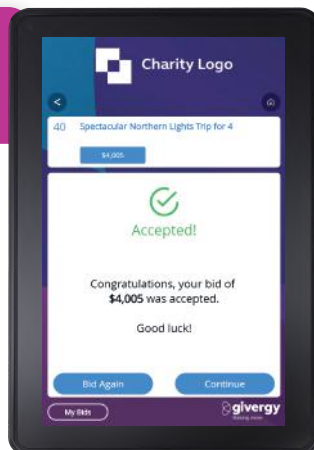 Charity Logo
<
40 Spectacular Northern Lights Trip for 4
$4,005
Accepted!
Congratulations, your bid of
$4,005 was accepted.
Good luck!
Bid Again Continue
My Bids givergy